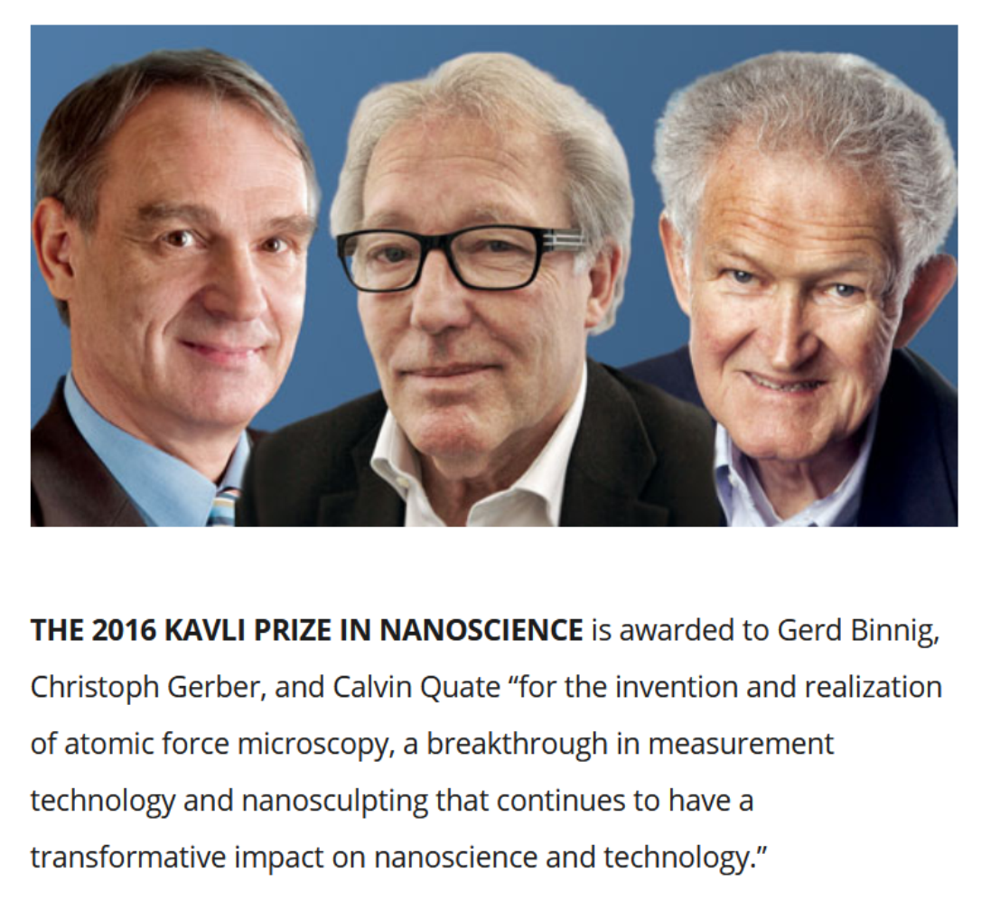 THE 2016 KAVLI PRIZE IN NANOSCIENCE is awarded to Gerd Binnig,
Christoph Gerber, and Calvin Quate “for the invention and realization
of atomic force microscopy, a breakthrough in measurement
technology and nanosculpting that continues to have a
transformative impact on nanoscience and technology.”